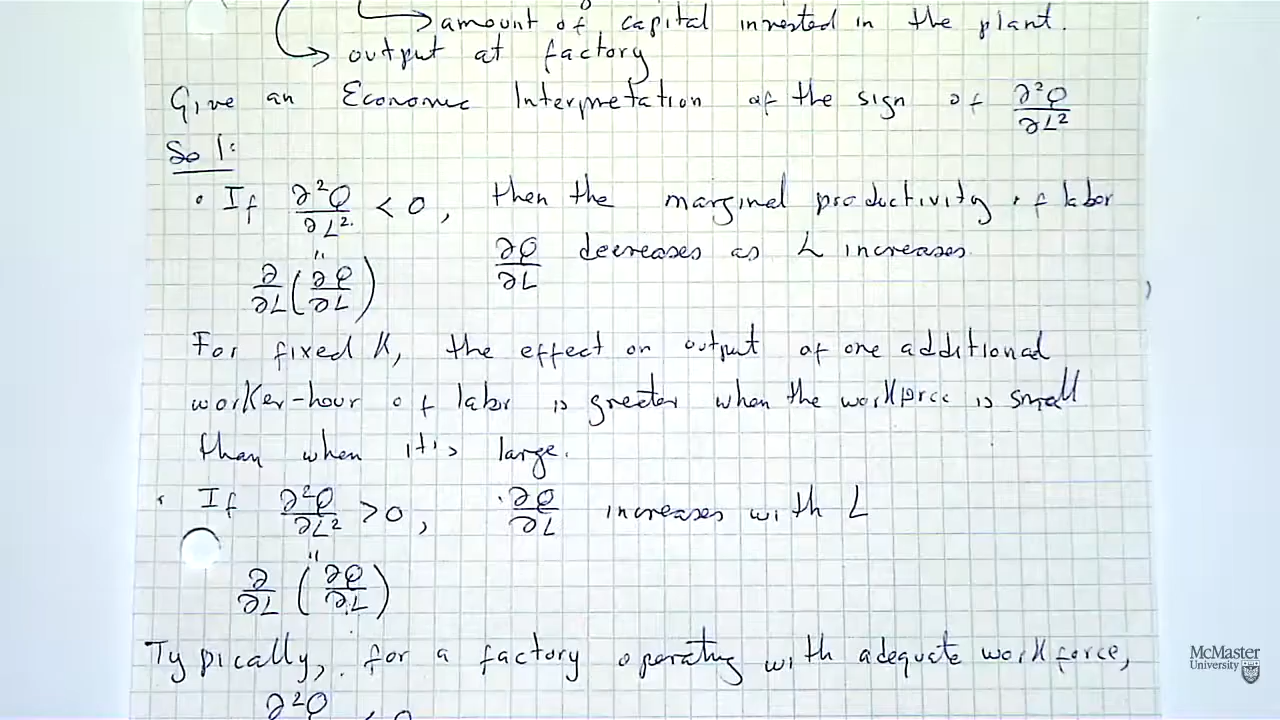 → amount of capital invested in the plant.
→ output at factory
Give an Economic Interpretation of the sign of ∂²Q/∂L²
Sol:
• If ∂²Q/∂L² < 0, then the marginal productivity of labor
∂Q/∂L decreases as L increases.
" ∂/∂L (∂Q/∂L)
For fixed K, the effect on output of one additional
worker-hour of labor is greater when the workforce is small
than when it's large.
• If ∂²Q/∂L² > 0, ∂Q/∂L increases with L
" ∂/∂L (∂Q/∂L)
Typically, for a factory operating with adequate workforce,
∂²Q < 0
McMaster
University